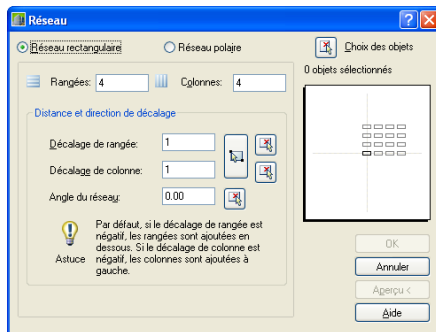 Réseau
Réseau rectangulaire
Réseau polaire
Choix des objets
0 objets sélectionnés
Rangées: 4
Colonnes: 4
Distance et direction de décalage
Décalage de rangée: 1
Décalage de colonne: 1
Angle du réseau: 0.00
Astuce
Par défaut, si le décalage de rangée est
négatif, les rangées sont ajoutées en
dessous. Si le décalage de colonne est
négatif, les colonnes sont ajoutées à
gauche.
OK
Annuler
Aperçu <
Aide